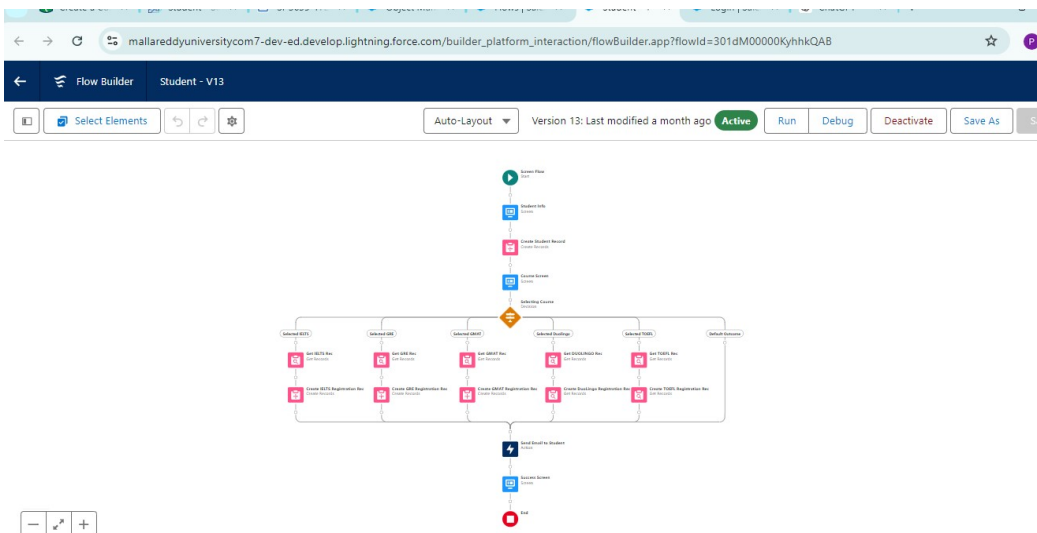 mallareddyuniversitycom7-dev-ed.develop.lightning.force.com/builder_platform_interaction/flowBuilder.app?flowId=301dM00000KyhhkQAB
Flow Builder Student - V13
Select Elements Auto-Layout Version 13: Last modified a month ago Active Run Debug Deactivate Save As
Screen Flow
Start
Student Info
Screen
Create Student Record
Create Records
Course Screen
Screen
Selecting Course
Decision
Selected IELTS Selected GRE Selected GMAT Selected Duolingo Selected TOEFL Default Outcome
Get IELTS Rec Get GRE Rec Get GMAT Rec Get DUOLINGO Rec Get TOEFL Rec
Get Records Get Records Get Records Get Records Get Records
Create IELTS Registration Rec Create GRE Registration Rec Create GMAT Registration Rec Create DuoLingo Registration Rec Create TOEFL Registration Rec
Create Records Create Records Create Records Get Records Get Records
Send Email to Student
Action
Success Screen
Screen
End